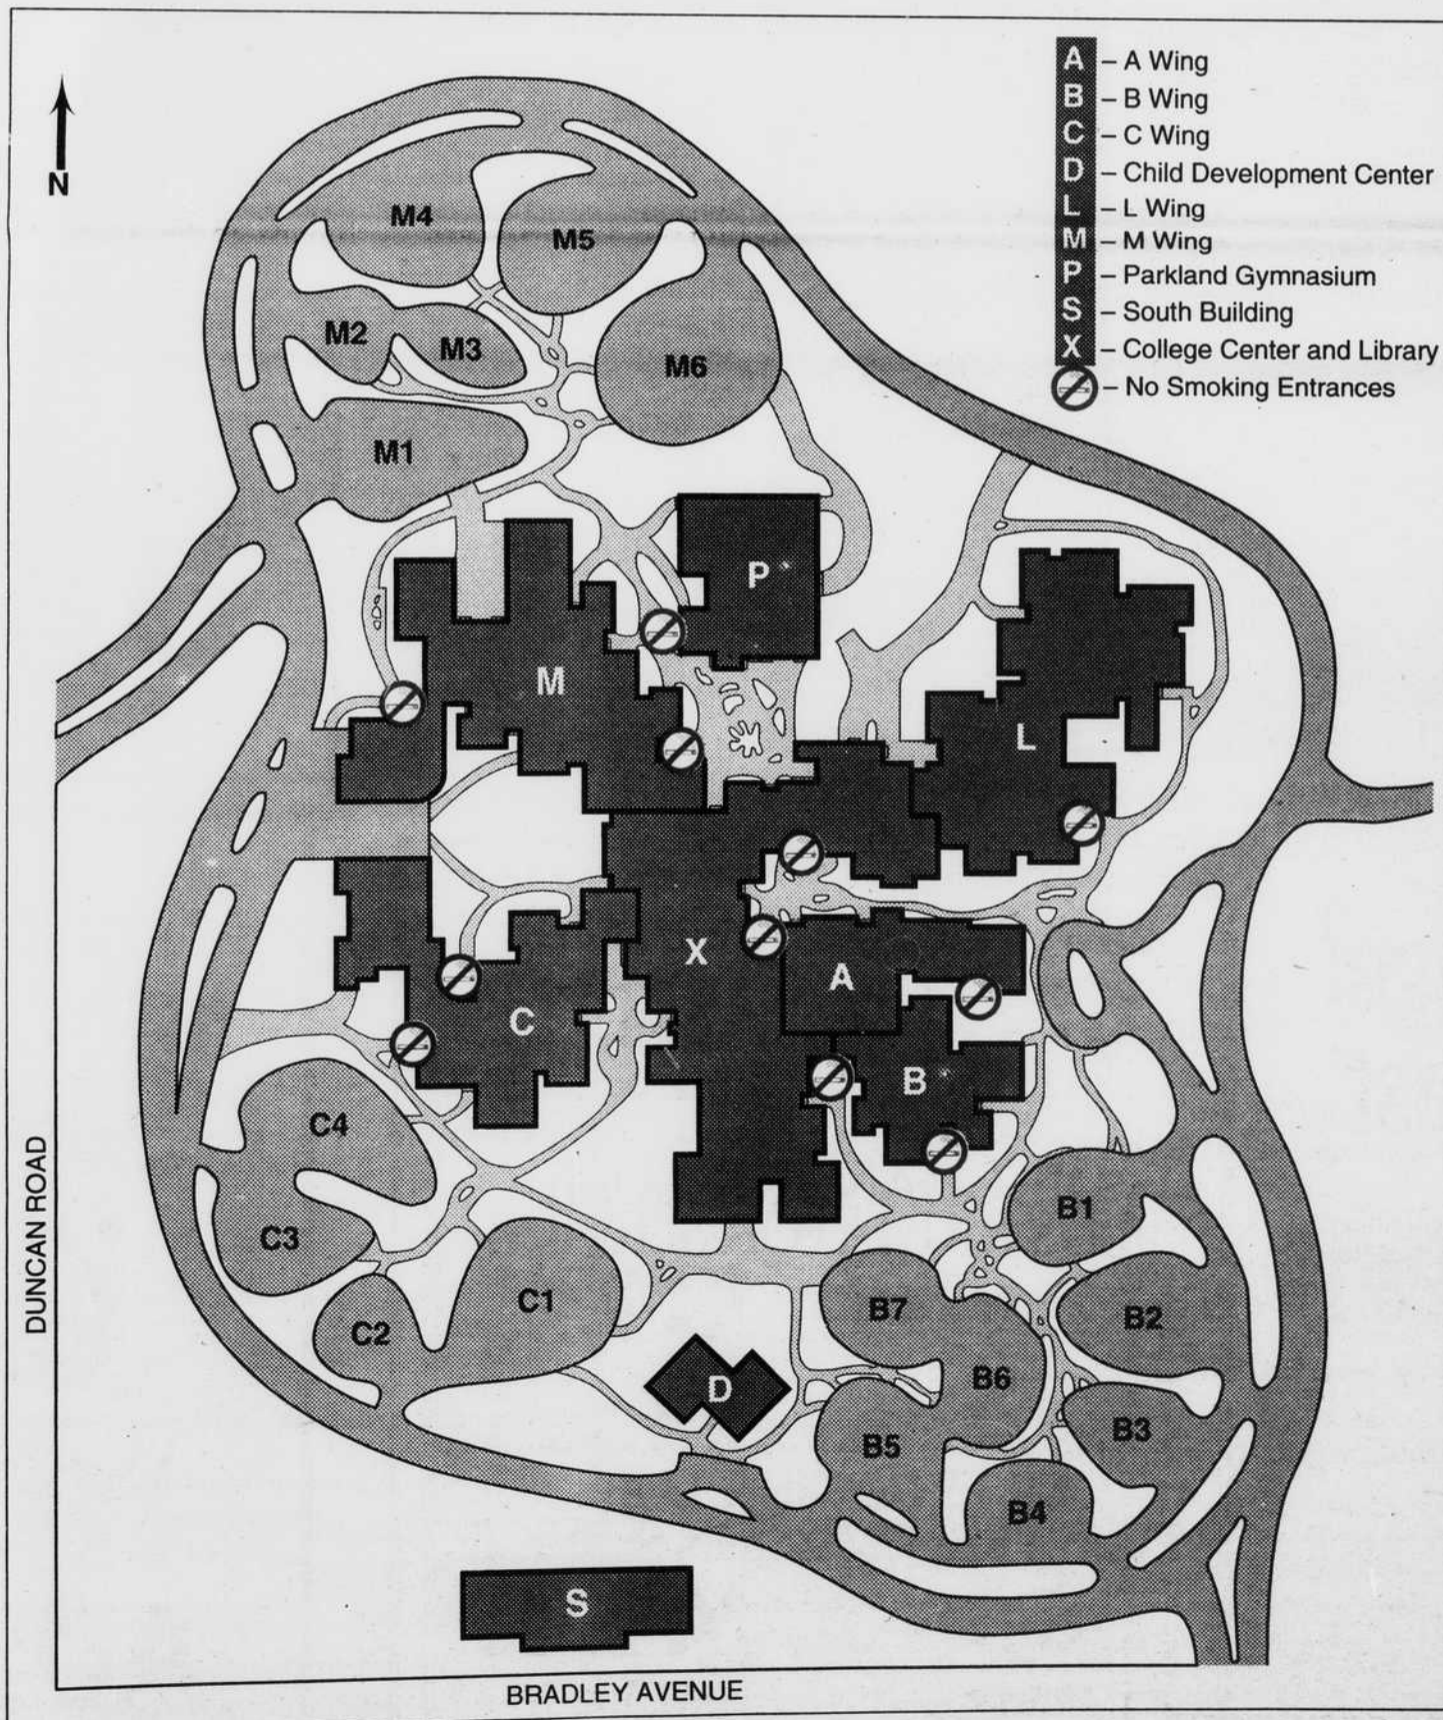 A – A Wing
B – B Wing
C – C Wing
D – Child Development Center
L – L Wing
M – M Wing
P – Parkland Gymnasium
S – South Building
X – College Center and Library
– No Smoking Entrances
N
M4
M5
M2
M3
M6
M1
P
M
L
X
A
C
B
C4
B1
C3
C1
B7
B2
C2
B6
D
B3
B5
B4
S
DUNCAN ROAD
BRADLEY AVENUE